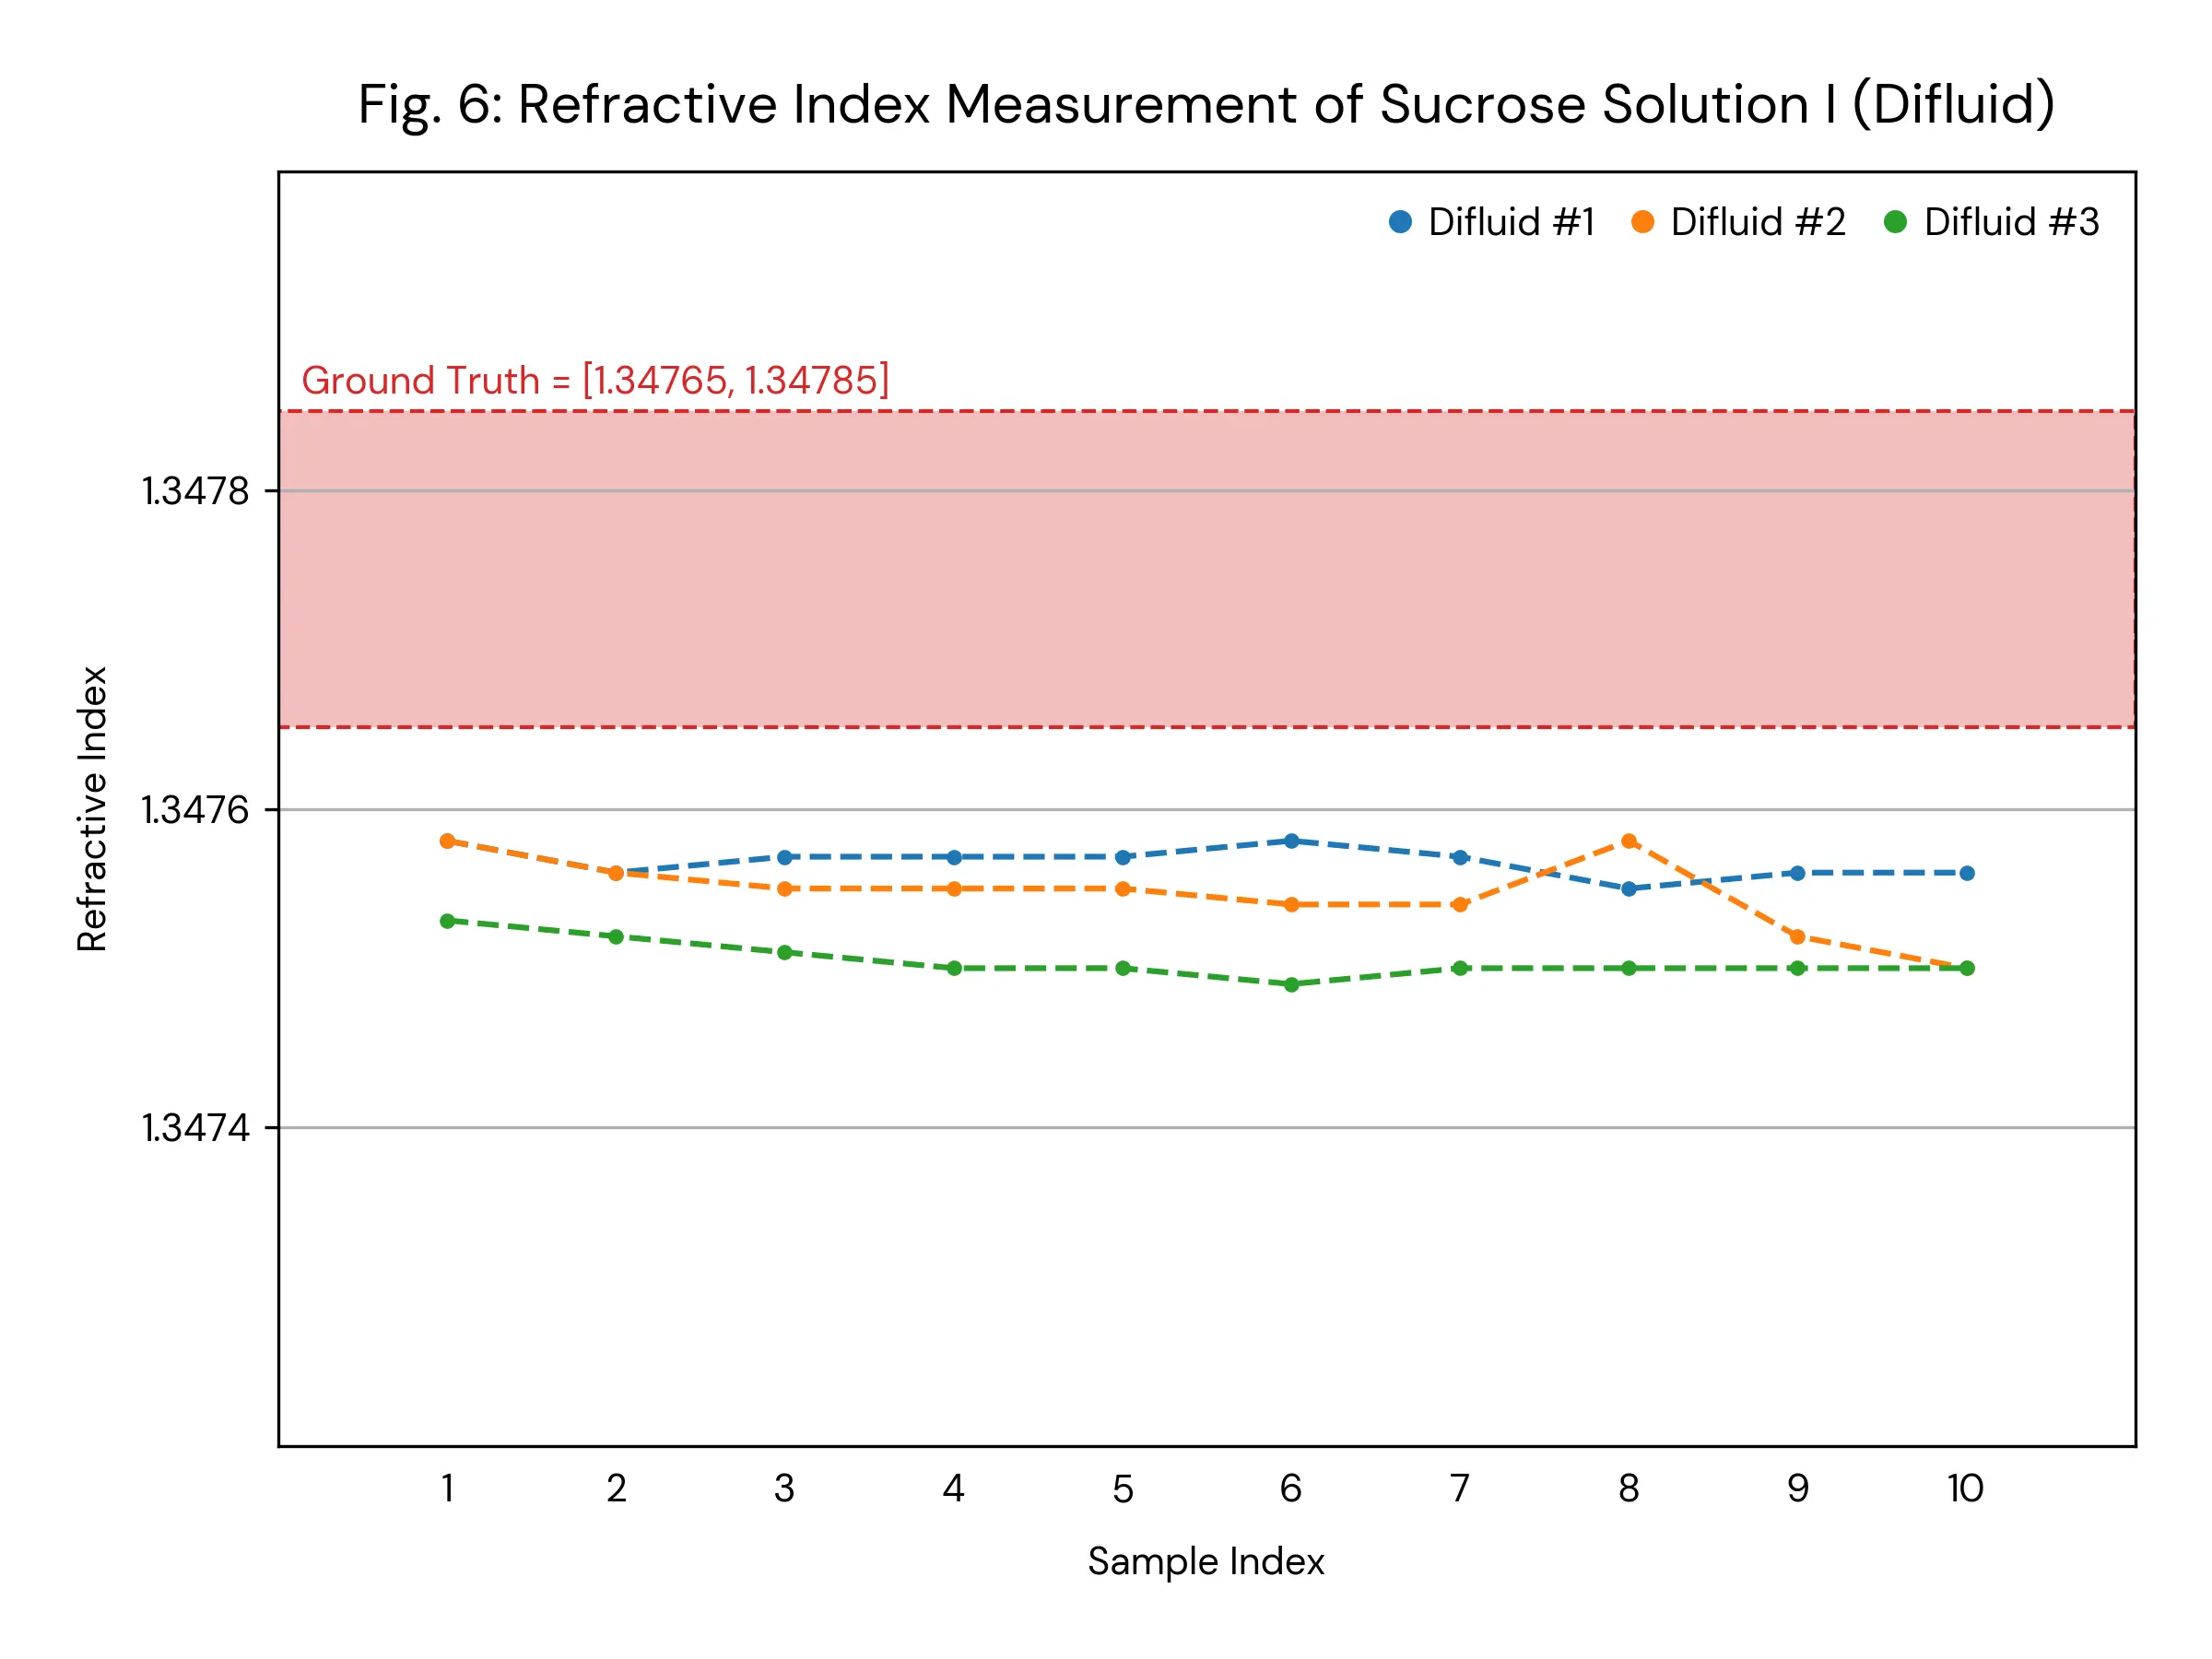 Fig. 6: Refractive Index Measurement of Sucrose Solution I (Difluid)
Difluid #1 Difluid #2 Difluid #3
Ground Truth = [1.34765, 1.34785]
1.3478
1.3476
1.3474
Refractive Index
1 2 3 4 5 6 7 8 9 10
Sample Index